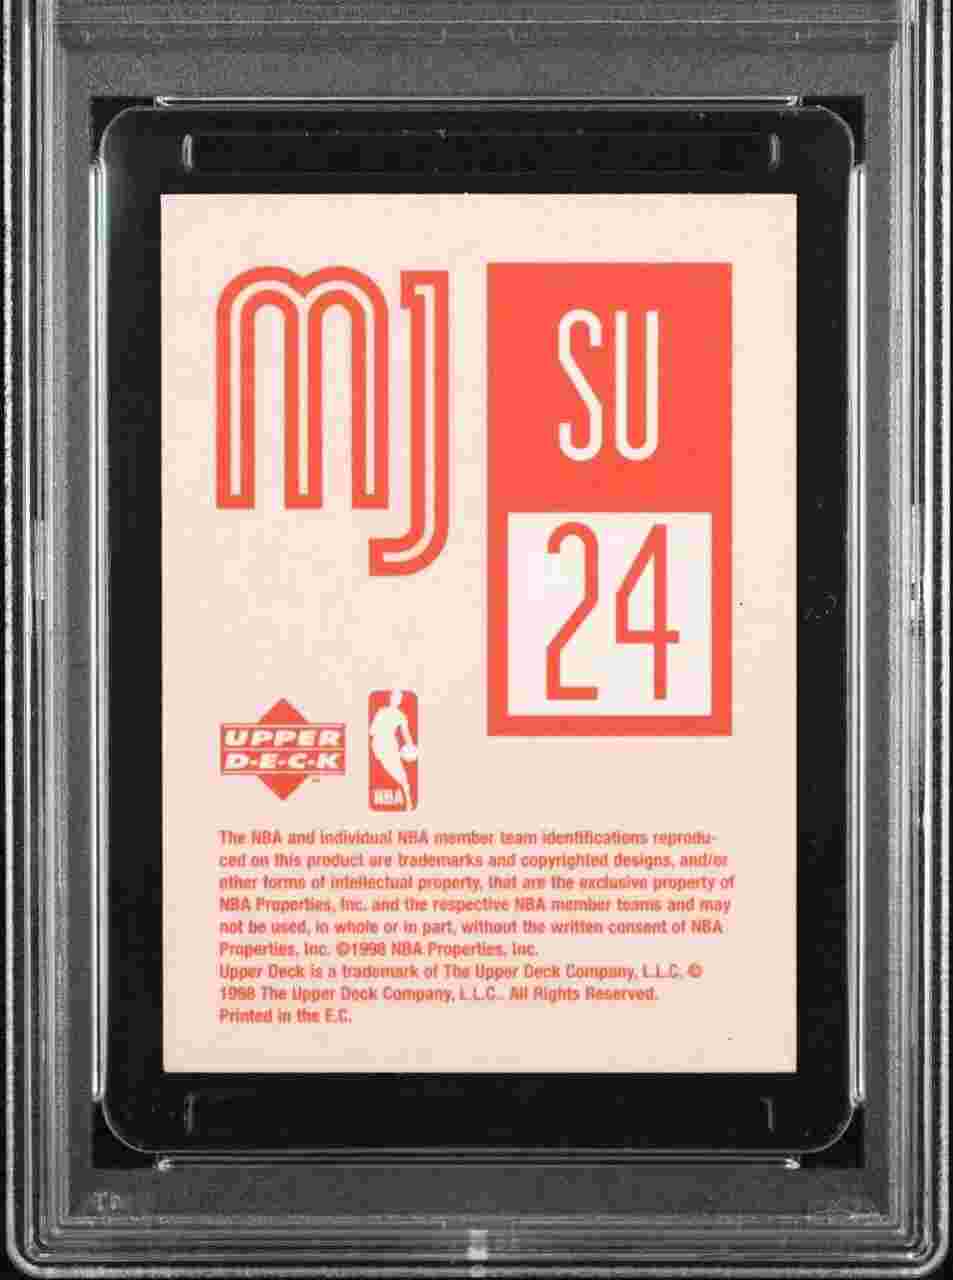 mJ
SU
24
UPPER
D·E·C·K
NBA
The NBA and individual NBA member team identifications reprodu-
ced on this product are trademarks and copyrighted designs, and/or
other forms of intellectual property, that are the exclusive property of
NBA Properties, Inc. and the respective NBA member teams and may
not be used, in whole or in part, without the written consent of NBA
Properties, Inc. ©1998 NBA Properties, Inc.
Upper Deck is a trademark of The Upper Deck Company, L.L.C. ©
1998 The Upper Deck Company, L.L.C.. All Rights Reserved.
Printed in the E.C.